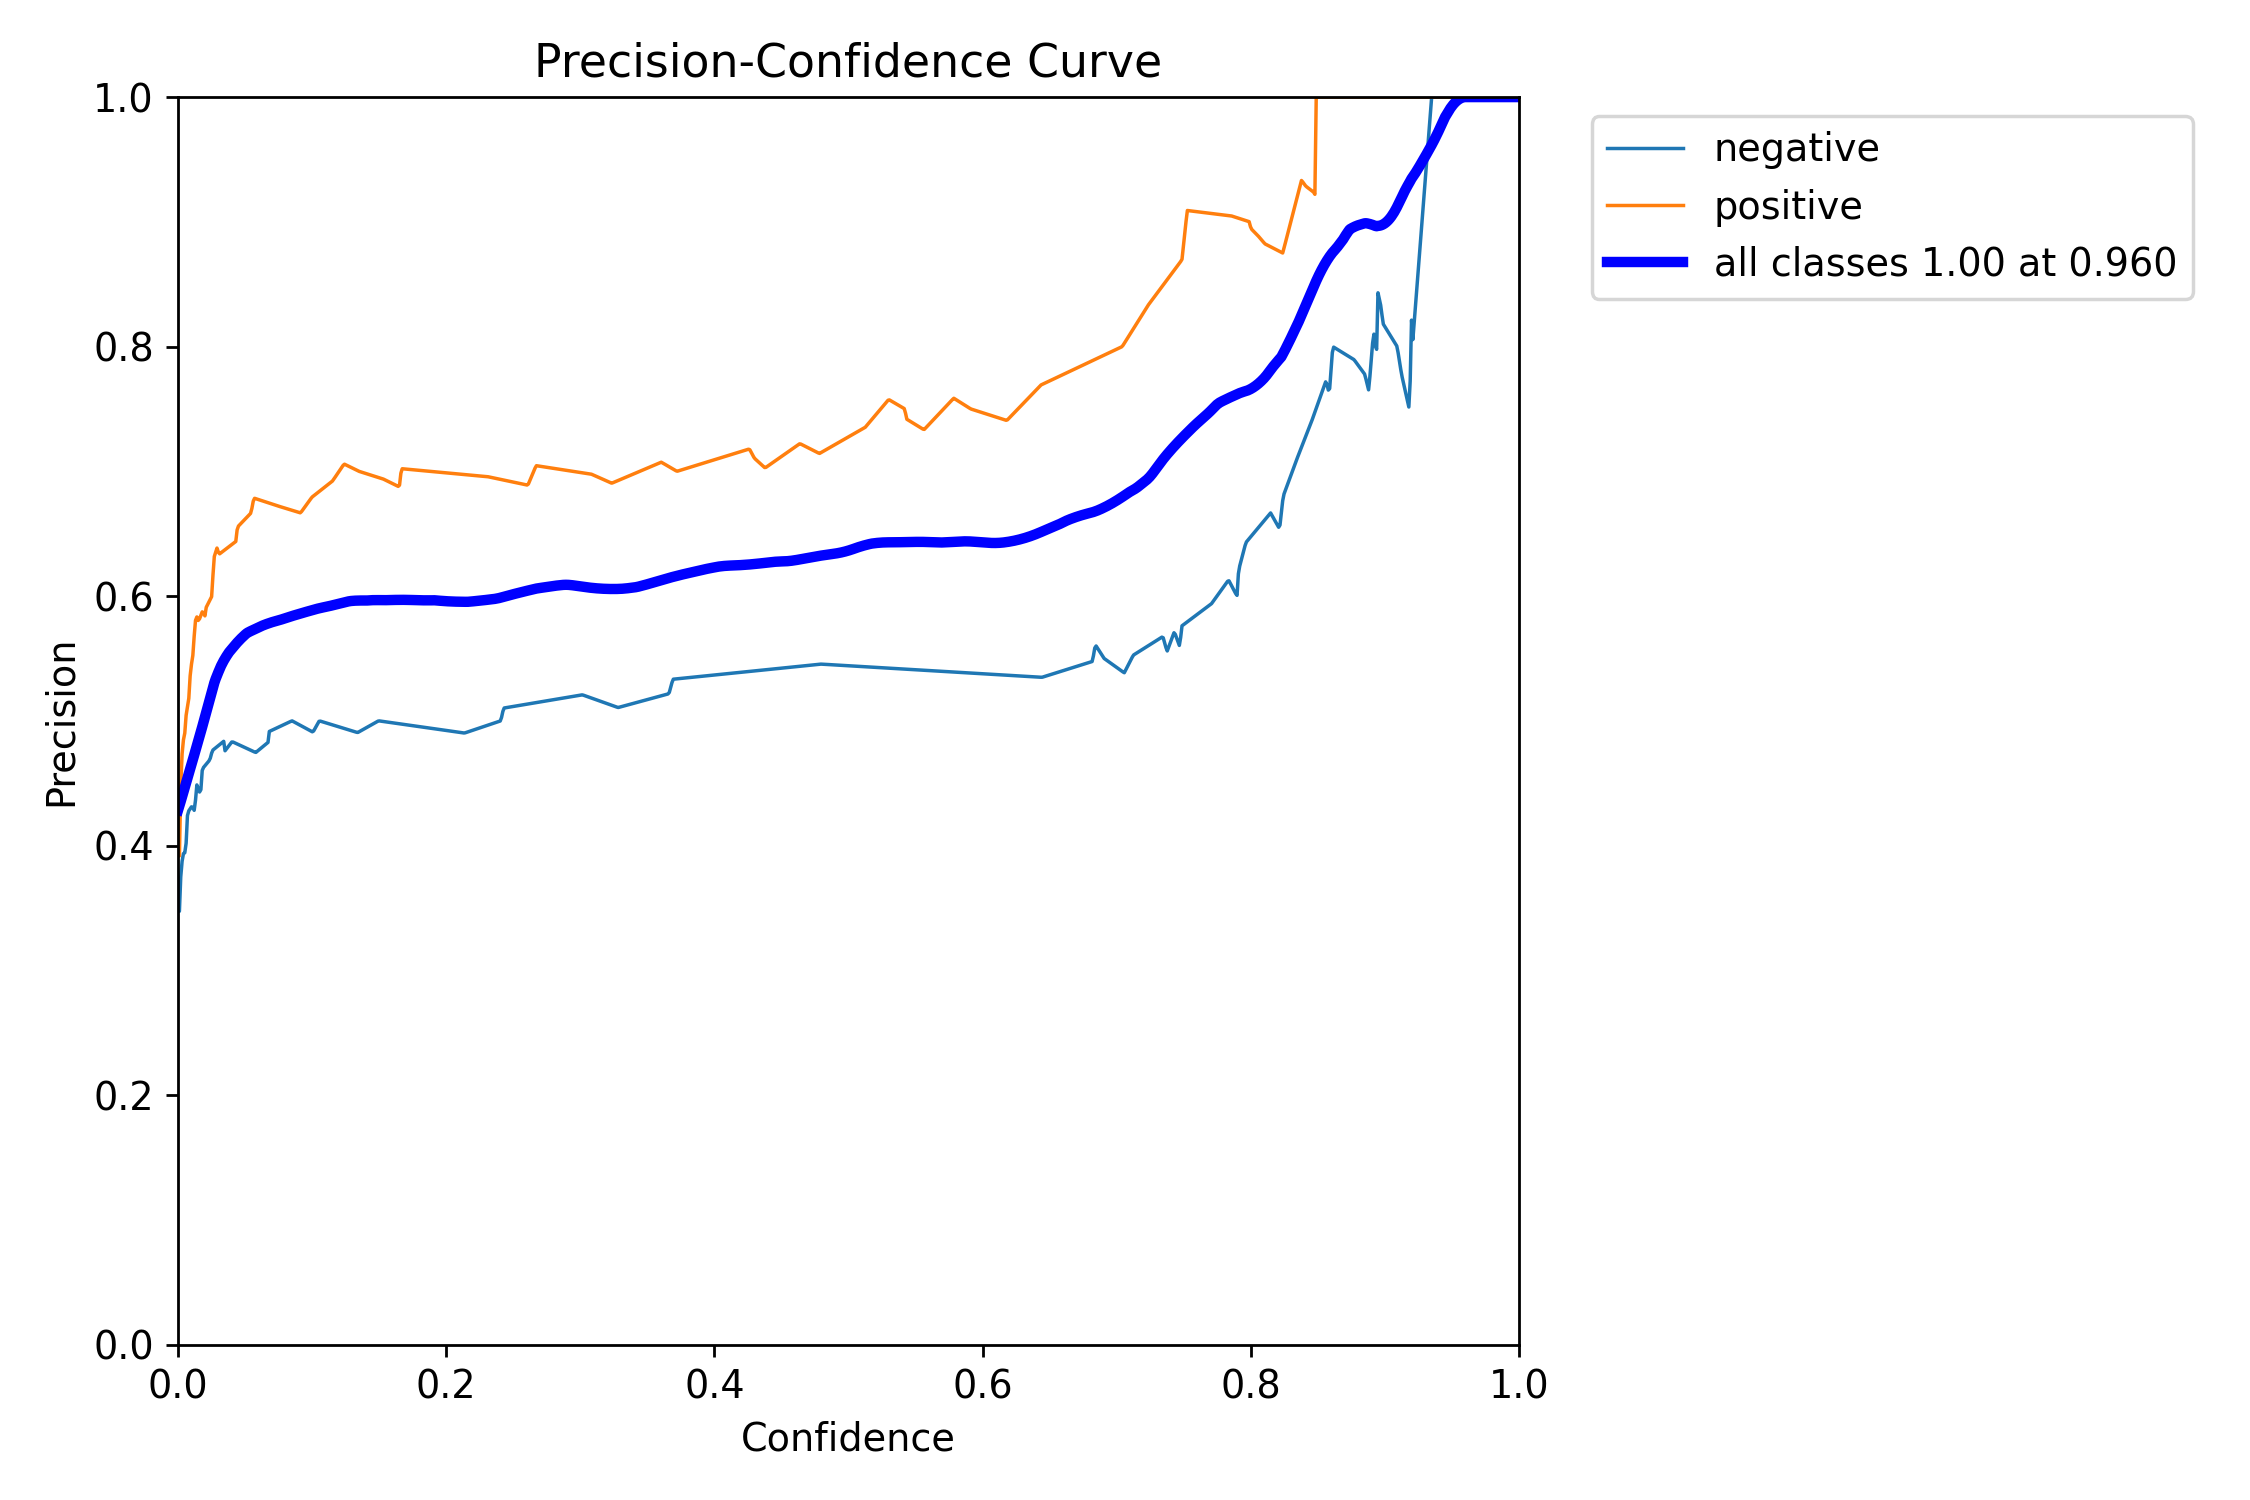 Precision-Confidence Curve
1.0
0.8
0.6
0.4
0.2
0.0
Precision
0.0 0.2 0.4 0.6 0.8 1.0
Confidence
negative
positive
all classes 1.00 at 0.960